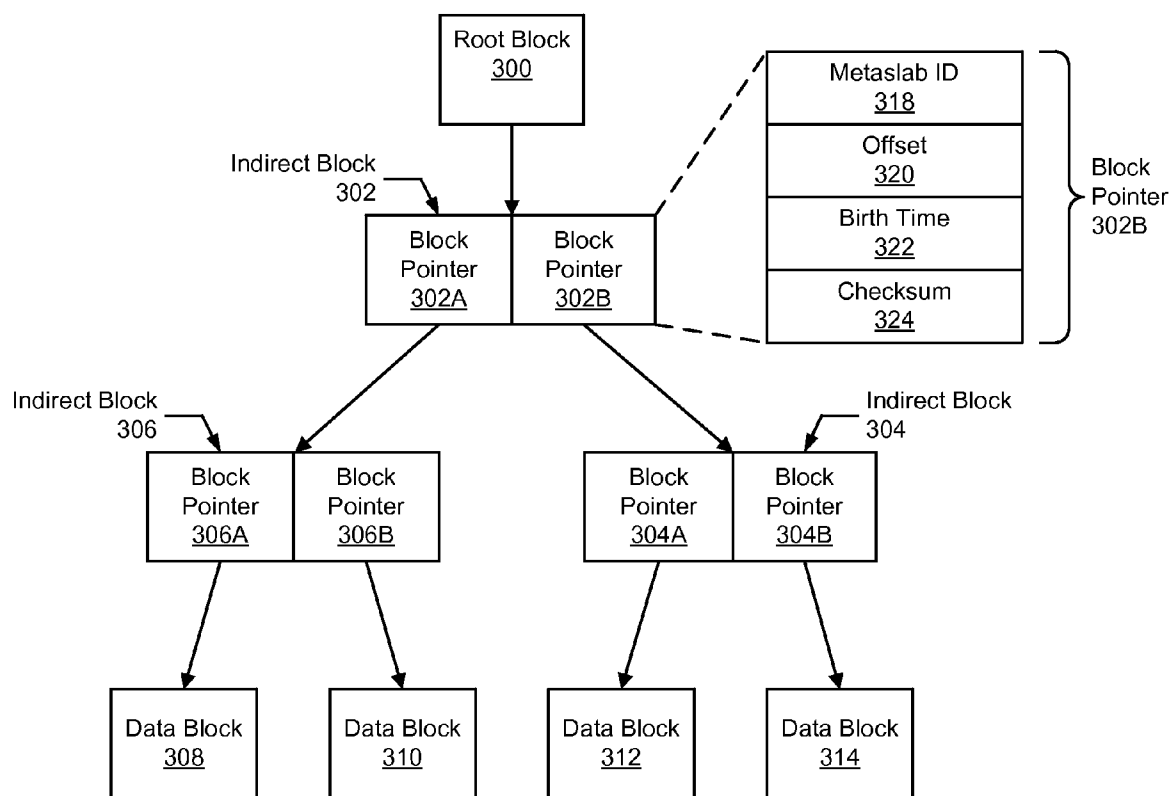 Root Block
300
Metaslab ID
318
Offset
320
Birth Time
322
Checksum
324
Block
Pointer
302B
Indirect Block
302
Block
Pointer
302A
Block
Pointer
302B
Indirect Block
306
Indirect Block
304
Block
Pointer
306A
Block
Pointer
306B
Block
Pointer
304A
Block
Pointer
304B
Data Block
308
Data Block
310
Data Block
312
Data Block
314